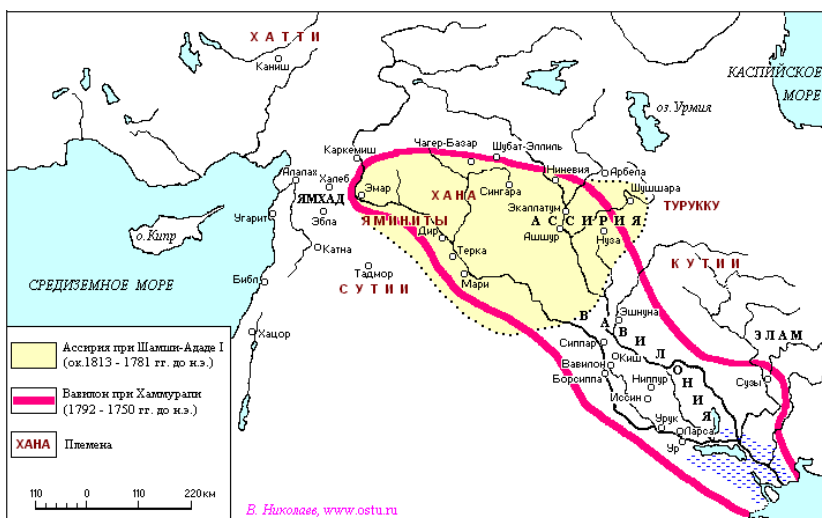 ХАТТИ
Каниш
КАСПИЙСКОЕ
МОРЕ
оз. Урмия
Каркемиш
Чагер-Базар
Шубат-Эллиль
Ниневия
Арбела
Алалах
Халеб
ЯМХАД
Эмар
ХАНА
Сингара
Шушшара
ТУРУККУ
Угарит
Эбла
ЯМИНИТЫ
Экаллатум
АССИРИЯ
о.Кипр
Катна
Дир
Ашшур
Нуза
Терка
КУТИИ
Тадмор
Мари
СРЕДИЗЕМНОЕ МОРЕ
Библ
СУТИИ
ВАВИЛОНИЯ
Эшнуна
ЭЛАМ
Хацор
Сиппар
Киш
Вавилон
Борсиппа
Ниппур
Сузы
Иссин
Урук
Ларса
Ур
Ассирия при Шамши-Ададе I
(ок.1813 - 1781 гг. до н.э.)
Вавилон при Хаммурапи
(1792 - 1750 гг. до н.э.)
ХАНА Племена
110 0 110 220 км
В. Николаев, www.ostu.ru